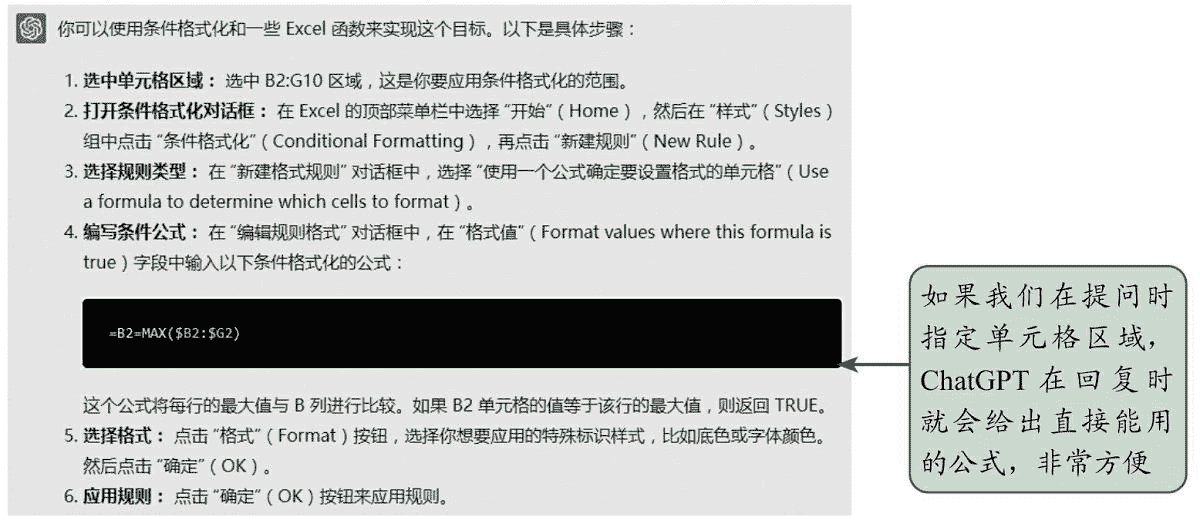 你可以使用条件格式化和一些 Excel 函数来实现这个目标。以下是具体步骤：
1. 选中单元格区域： 选中 B2:G10 区域，这是你要应用条件格式化的范围。
2. 打开条件格式化对话框： 在 Excel 的顶部菜单栏中选择 “开始”（Home），然后在 “样式”（Styles）
组中点击 “条件格式化”（Conditional Formatting），再点击 “新建规则”（New Rule）。
3. 选择规则类型： 在 “新建格式规则” 对话框中，选择 “使用一个公式确定要设置格式的单元格”（Use
a formula to determine which cells to format）。
4. 编写条件公式： 在 “编辑规则格式” 对话框中，在 “格式值”（Format values where this formula is
true）字段中输入以下条件格式化的公式：
=B2=MAX($B2:$G2)
这个公式将每行的最大值与 B 列进行比较。如果 B2 单元格的值等于该行的最大值，则返回 TRUE。
5. 选择格式： 点击 “格式”（Format）按钮，选择你想要应用的特殊标识样式，比如底色或字体颜色。
然后点击 “确定”（OK）。
6. 应用规则： 点击 “确定”（OK）按钮来应用规则。
如果我们在提问时
指定单元格区域，
ChatGPT 在回复时
就会给出直接能用
的公式，非常方便